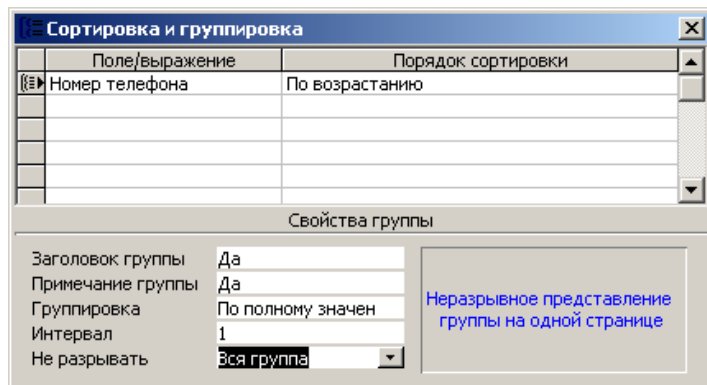 Сортировка и группировка
Поле/выражение Порядок сортировки
Номер телефона По возрастанию
Свойства группы
Заголовок группы Да
Примечание группы Да
Группировка По полному значен
Интервал 1
Не разрывать Вся группа
Неразрывное представление
группы на одной странице